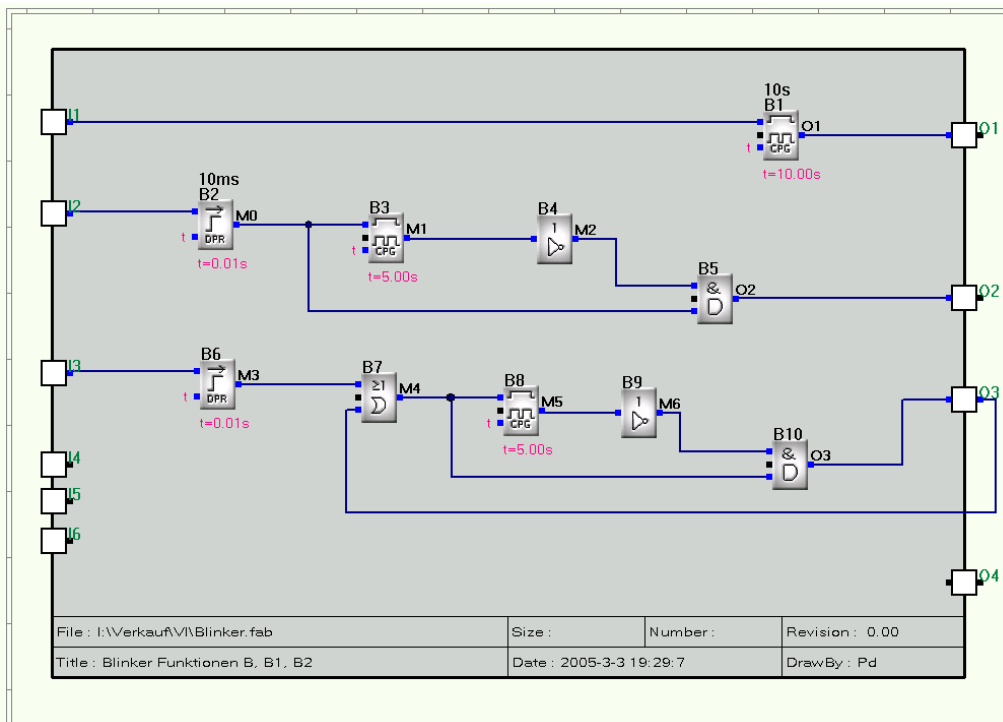 10s
B1
I1
O1
O1
CPG
t
t=10.00s
10ms
B2
I2
M0
DPR
t
t=0.01s
B3
M1
CPG
t
t=5.00s
B4
1
M2
B5
&
O2
O2
I3
B6
M3
DPR
t
t=0.01s
B7
≥1
M4
B8
M5
CPG
t
t=5.00s
B9
1
M6
B10
&
O3
O3
I4
I5
I6
O4
File : I:\Verkauf\VI\Blinker.fab
Size :
Number :
Revision : 0.00
Title : Blinker Funktionen B, B1, B2
Date : 2005-3-3 19:29:7
DrawBy : Pd